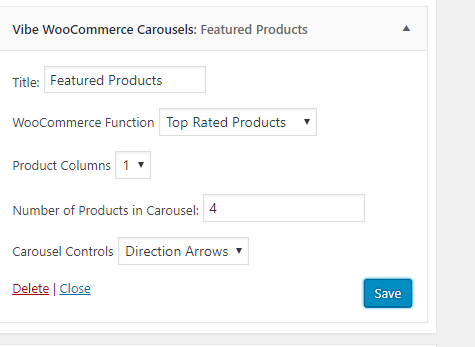 Vibe WooCommerce Carousels: Featured Products
Title: Featured Products
WooCommerce Function Top Rated Products
Product Columns 1
Number of Products in Carousel: 4
Carousel Controls Direction Arrows
Delete | Close
Save